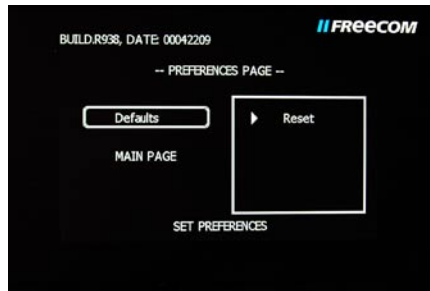 FREECOM
BUILD.R938, DATE: 00042209
-- PREFERENCES PAGE --
Defaults
Reset
MAIN PAGE
SET PREFERENCES